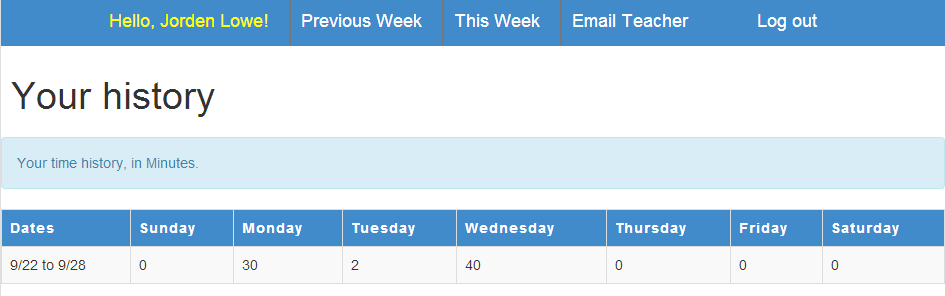 Hello, Jorden Lowe! Previous Week This Week Email Teacher Log out
Your history
Your time history, in Minutes.
Dates Sunday Monday Tuesday Wednesday Thursday Friday Saturday
9/22 to 9/28 0 30 2 40 0 0 0